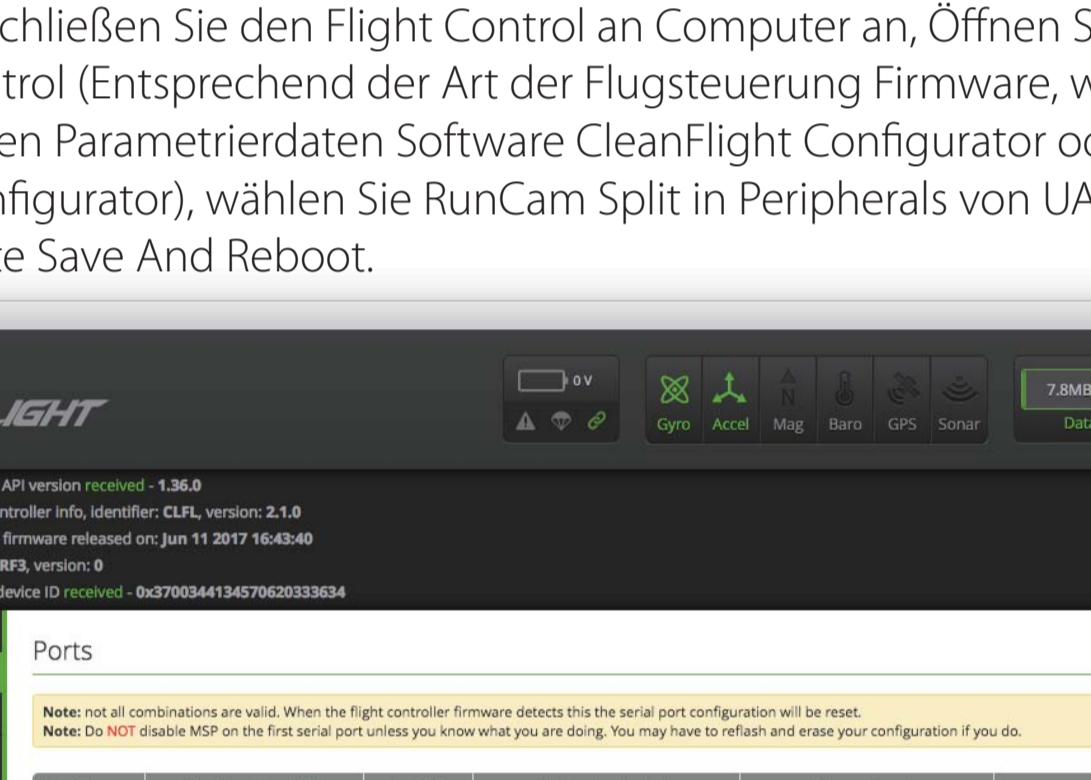 chließen Sie den Flight Control an Computer an, Öffnen S
trol (Entsprechend der Art der Flugsteuerung Firmware, w
en Parametrierdaten Software CleanFlight Configurator oc
nfigurator), wählen Sie RunCam Split in Peripherals von UA
te Save And Reboot.
LIGHT
0 V
N
Gyro Accel Mag Baro GPS Sonar
7.8MB
Data
API version received - 1.36.0
ntroller info, identifier: CLFL, version: 2.1.0
firmware released on: Jun 11 2017 16:43:40
RF3, version: 0
device ID received - 0x3700344134570620333634
Ports
Note: not all combinations are valid. When the flight controller firmware detects this the serial port configuration will be reset.
Note: Do NOT disable MSP on the first serial port unless you know what you are doing. You may have to reflash and erase your configuration if you do.